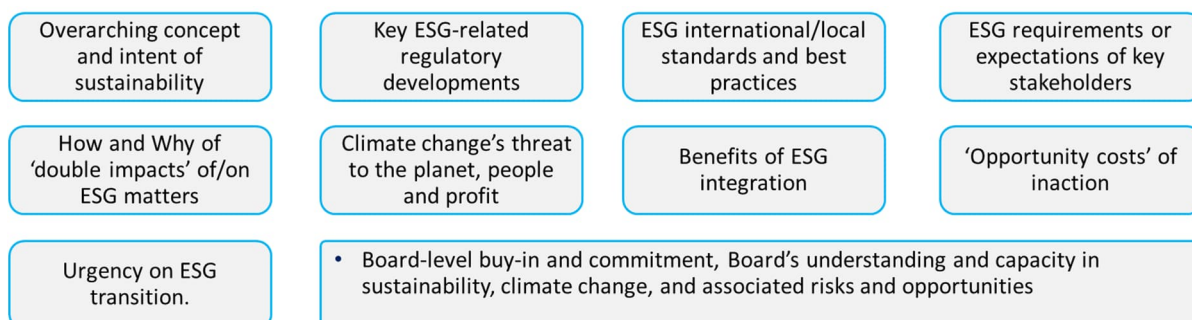 Overarching concept
and intent of
sustainability
Key ESG-related
regulatory
developments
ESG international/local
standards and best
practices
ESG requirements or
expectations of key
stakeholders
How and Why of
‘double impacts’ of/on
ESG matters
Climate change’s threat
to the planet, people
and profit
Benefits of ESG
integration
‘Opportunity costs’ of
inaction
Urgency on ESG
transition.
• Board-level buy-in and commitment, Board’s understanding and capacity in
sustainability, climate change, and associated risks and opportunities